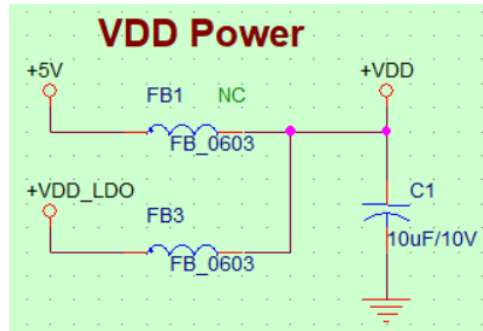 VDD Power
+5V
+VDD
FB1 NC
FB_0603
+VDD_LDO
C1
FB3
10uF/10V
FB_0603